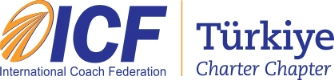 ICF
International Coach Federation
Türkiye
Charter Chapter